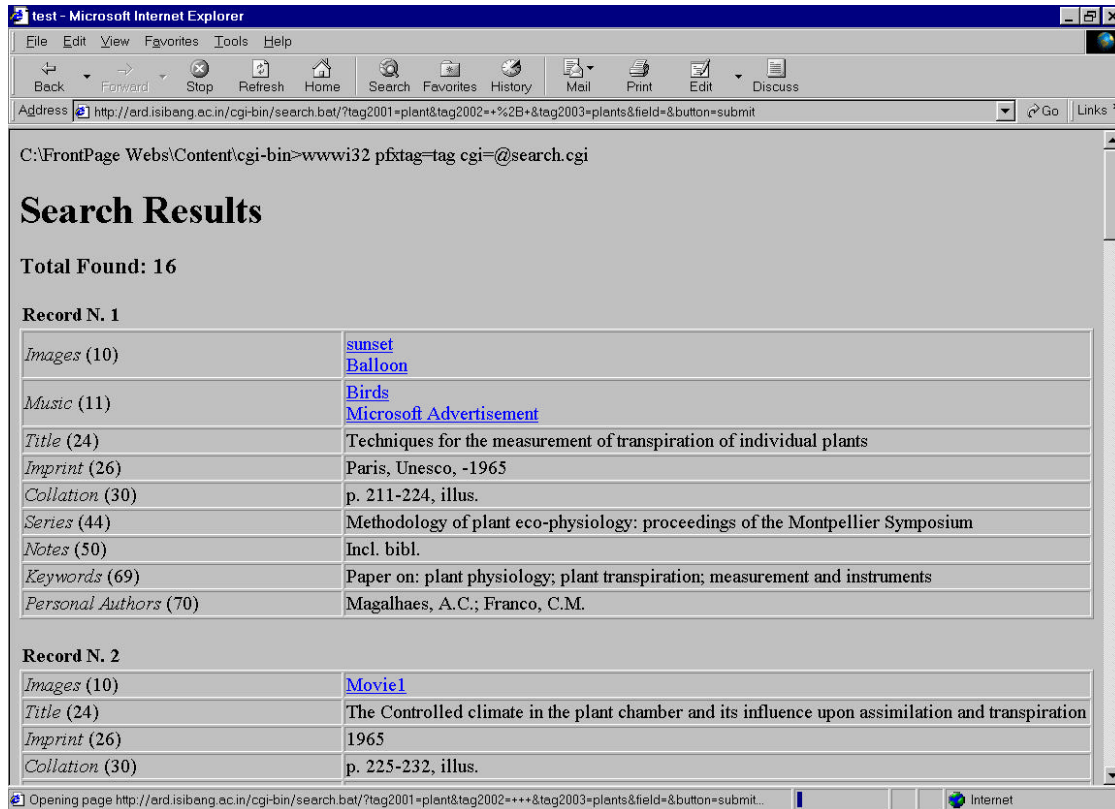 test - Microsoft Internet Explorer
File Edit View Favorites Tools Help
Back Forward Stop Refresh Home Search Favorites History Mail Print Edit Discuss
Address http://ard.isibang.ac.in/cgi-bin/search.bat/?tag2001=plant&tag2002=+%2B+&tag2003=plants&field=&button=submit Go Links
C:\FrontPage Webs\Content\cgi-bin>wwwi32 pfxtag=tag cgi=@search.cgi
Search Results
Total Found: 16
Record N. 1
Images (10) sunset
Balloon
Music (11) Birds
Microsoft Advertisement
Title (24) Techniques for the measurement of transpiration of individual plants
Imprint (26) Paris, Unesco, -1965
Collation (30) p. 211-224, illus.
Series (44) Methodology of plant eco-physiology: proceedings of the Montpellier Symposium
Notes (50) Incl. bibl.
Keywords (69) Paper on: plant physiology; plant transpiration; measurement and instruments
Personal Authors (70) Magalhaes, A.C.; Franco, C.M.
Record N. 2
Images (10) Movie1
Title (24) The Controlled climate in the plant chamber and its influence upon assimilation and transpiration
Imprint (26) 1965
Collation (30) p. 225-232, illus.
Opening page http://ard.isibang.ac.in/cgi-bin/search.bat/?tag2001=plant&tag2002=+++&tag2003=plants&field=&button=submit... Internet